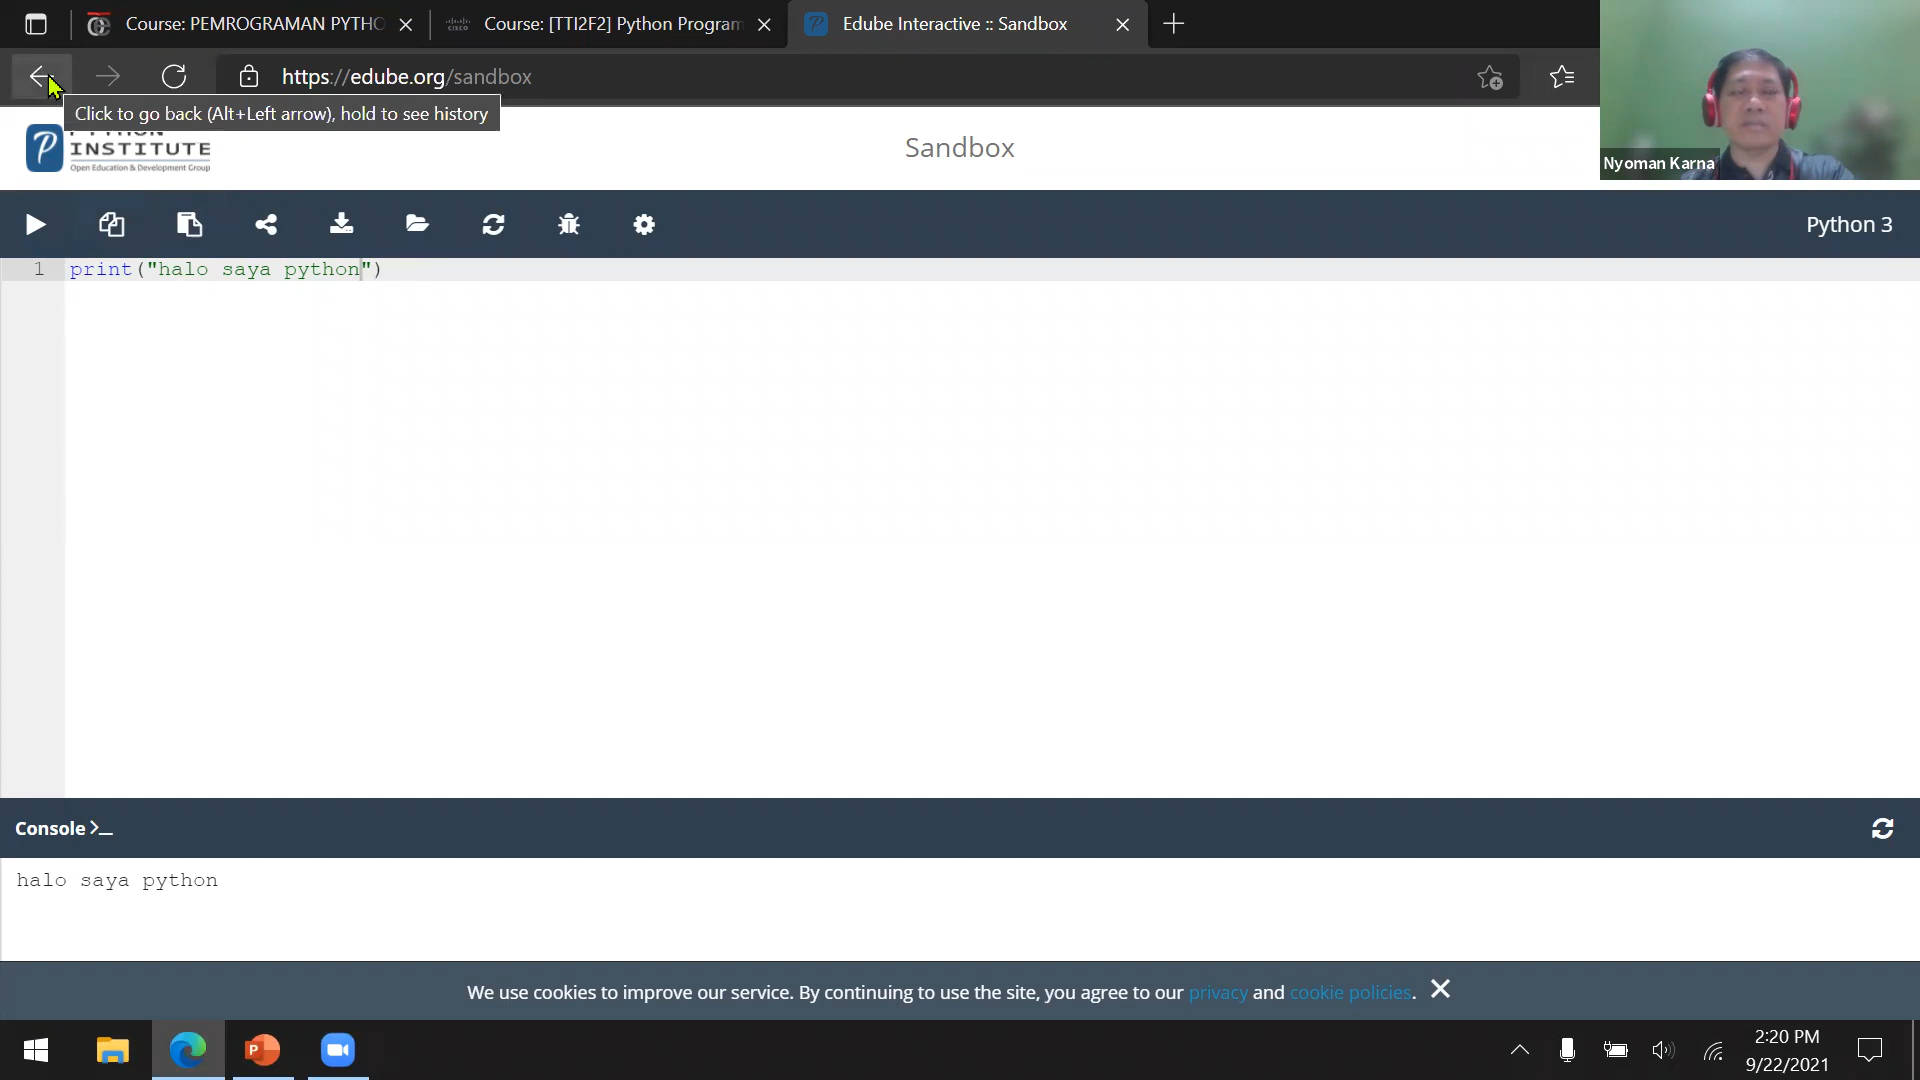 Course: PEMROGRAMAN PYTHO
Course: [TTI2F2] Python Program
Edube Interactive :: Sandbox
https://edube.org/sandbox
Click to go back (Alt+Left arrow), hold to see history
INSTITUTE
Open Education & Development Group
Sandbox
Nyoman Karna
Python 3
1 print("halo saya python")
Console >_
halo saya python
We use cookies to improve our service. By continuing to use the site, you agree to our privacy and cookie policies.
2:20 PM
9/22/2021